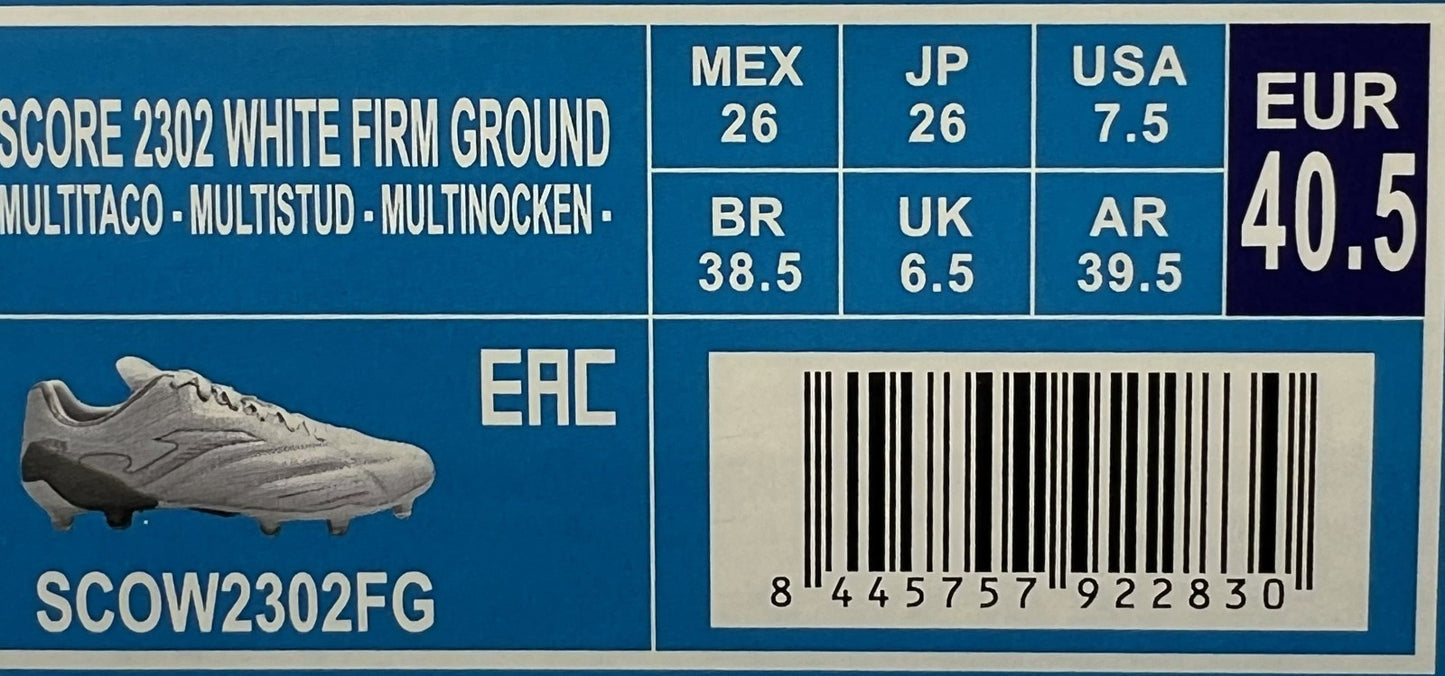 SCORE 2302 WHITE FIRM GROUND
MULTITACO - MULTISTUD - MULTINOCKEN -
MEX
26
JP
26
USA
7.5
BR
38.5
UK
6.5
AR
39.5
EUR
40.5
EAC
SCOW2302FG
8 445757 922830